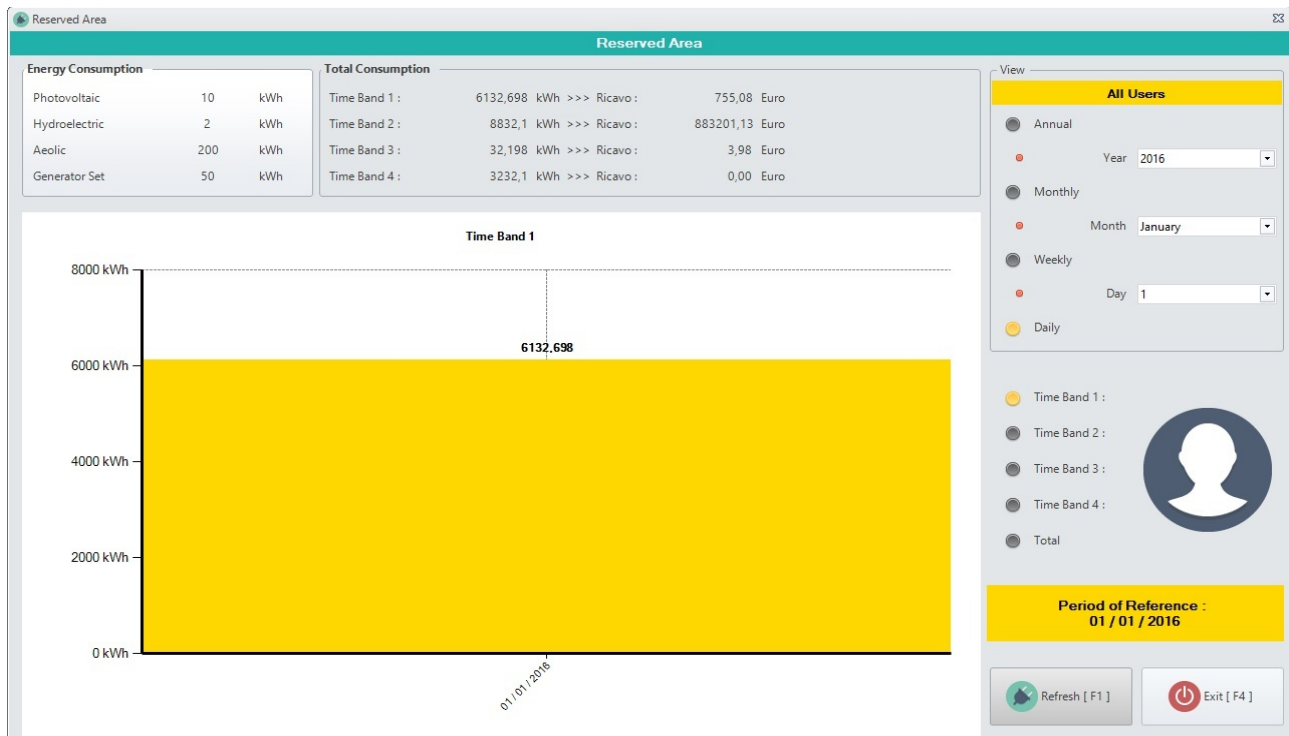 Reserved Area
Reserved Area
Energy Consumption
Photovoltaic 10 kWh
Hydroelectric 2 kWh
Aeolic 200 kWh
Generator Set 50 kWh
Total Consumption
Time Band 1 : 6132,698 kWh >>> Ricavo : 755,08 Euro
Time Band 2 : 8832,1 kWh >>> Ricavo : 883201,13 Euro
Time Band 3 : 32,198 kWh >>> Ricavo : 3,98 Euro
Time Band 4 : 3232,1 kWh >>> Ricavo : 0,00 Euro
View
All Users
Annual
Year 2016
Monthly
Month January
Weekly
Day 1
Daily
Time Band 1
8000 kWh
6132,698
6000 kWh
4000 kWh
2000 kWh
0 kWh
01 / 01 / 2016
Time Band 1 :
Time Band 2 :
Time Band 3 :
Time Band 4 :
Total
Period of Reference :
01 / 01 / 2016
Refresh [ F1 ]
Exit [ F4 ]